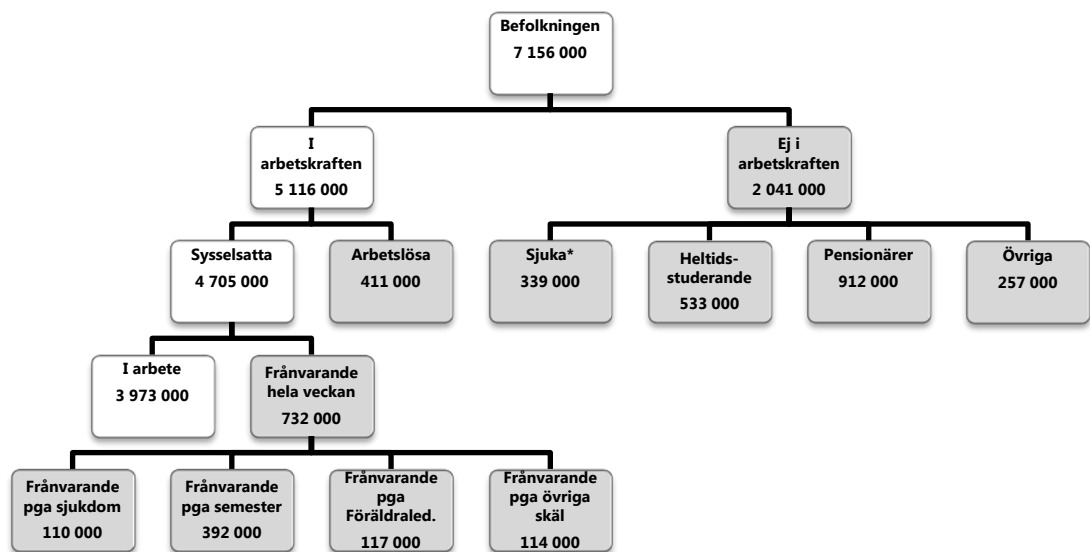 Befolkningen
7 156 000
I
arbetskraften
5 116 000
Ej i
arbetskraften
2 041 000
Sysselsatta
4 705 000
Arbetslösa
411 000
Sjuka*
339 000
Heltids-
studerande
533 000
Pensionärer
912 000
Övriga
257 000
I arbete
3 973 000
Frånvarande
hela veckan
732 000
Frånvarande
pga sjukdom
110 000
Frånvarande
pga semester
392 000
Frånvarande
pga
Föräldraled.
117 000
Frånvarande
pga övriga
skäl
114 000